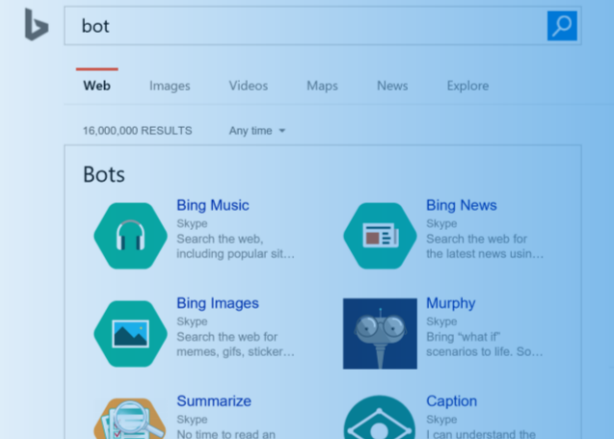 bot
Web Images Videos Maps News Explore
16,000,000 RESULTS Any time
Bots
Bing Music
Skype
Search the web,
including popular sit...
Bing News
Skype
Search the web for
the latest news usin...
Bing Images
Skype
Search the web for
memes, gifs, sticker...
Murphy
Skype
Bring "what if"
scenarios to life. So...
Summarize
Skype
No time to read an
Caption
Skype
I can understand the